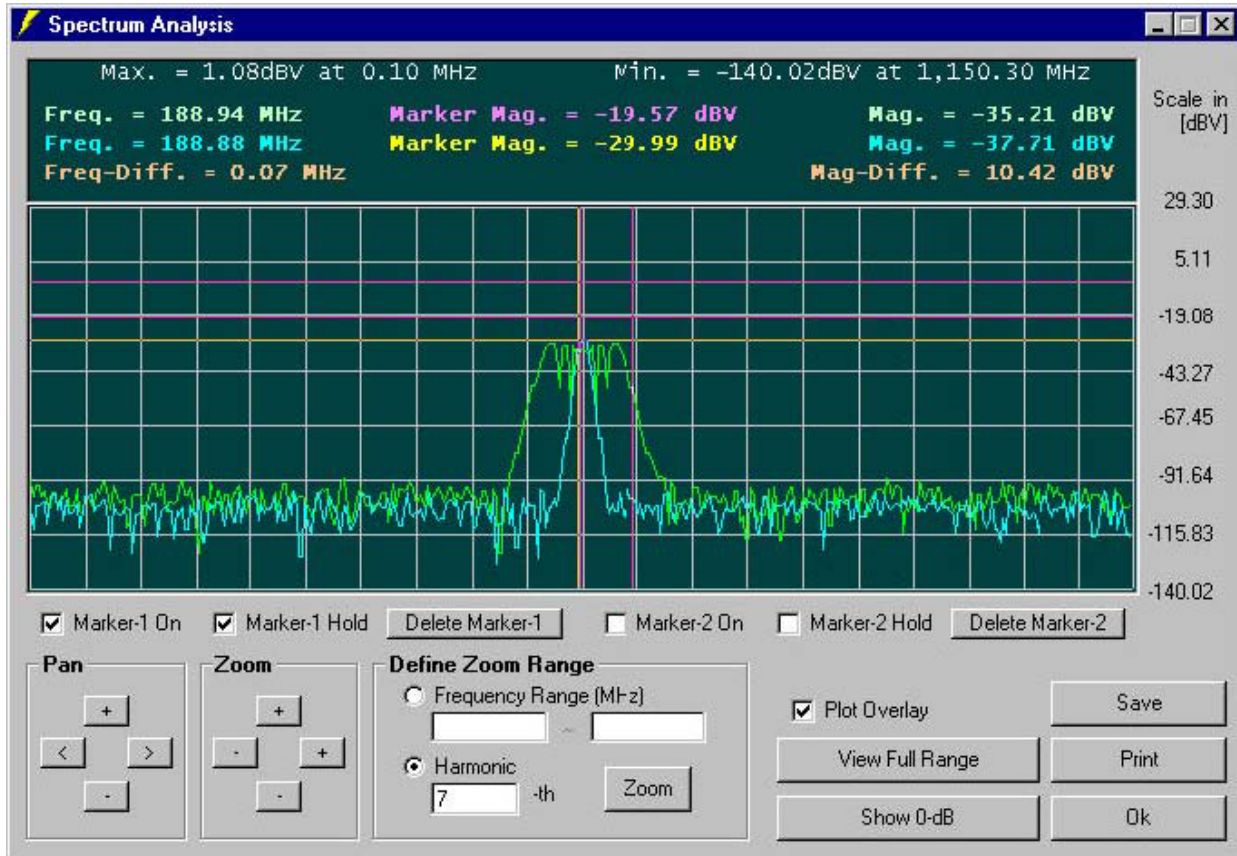 Spectrum Analysis
Max. = 1.08dBV at 0.10 MHz Min. = -140.02dBV at 1,150.30 MHz
Scale in
[dBV]
Freq. = 188.94 MHz Marker Mag. = -19.57 dBV Mag. = -35.21 dBV
Freq. = 188.88 MHz Marker Mag. = -29.99 dBV Mag. = -37.71 dBV
Freq-Diff. = 0.07 MHz Mag-Diff. = 10.42 dBV
29.30
5.11
-19.08
-43.27
-67.45
-91.64
-115.83
-140.02
Marker-1 On Marker-1 Hold Delete Marker-1 Marker-2 On Marker-2 Hold Delete Marker-2
Pan
+
<
>
-
Zoom
+
-
+
-
Define Zoom Range
Frequency Range (MHz)
~
Harmonic
7 -th Zoom
Plot Overlay Save
View Full Range Print
Show 0-dB Ok